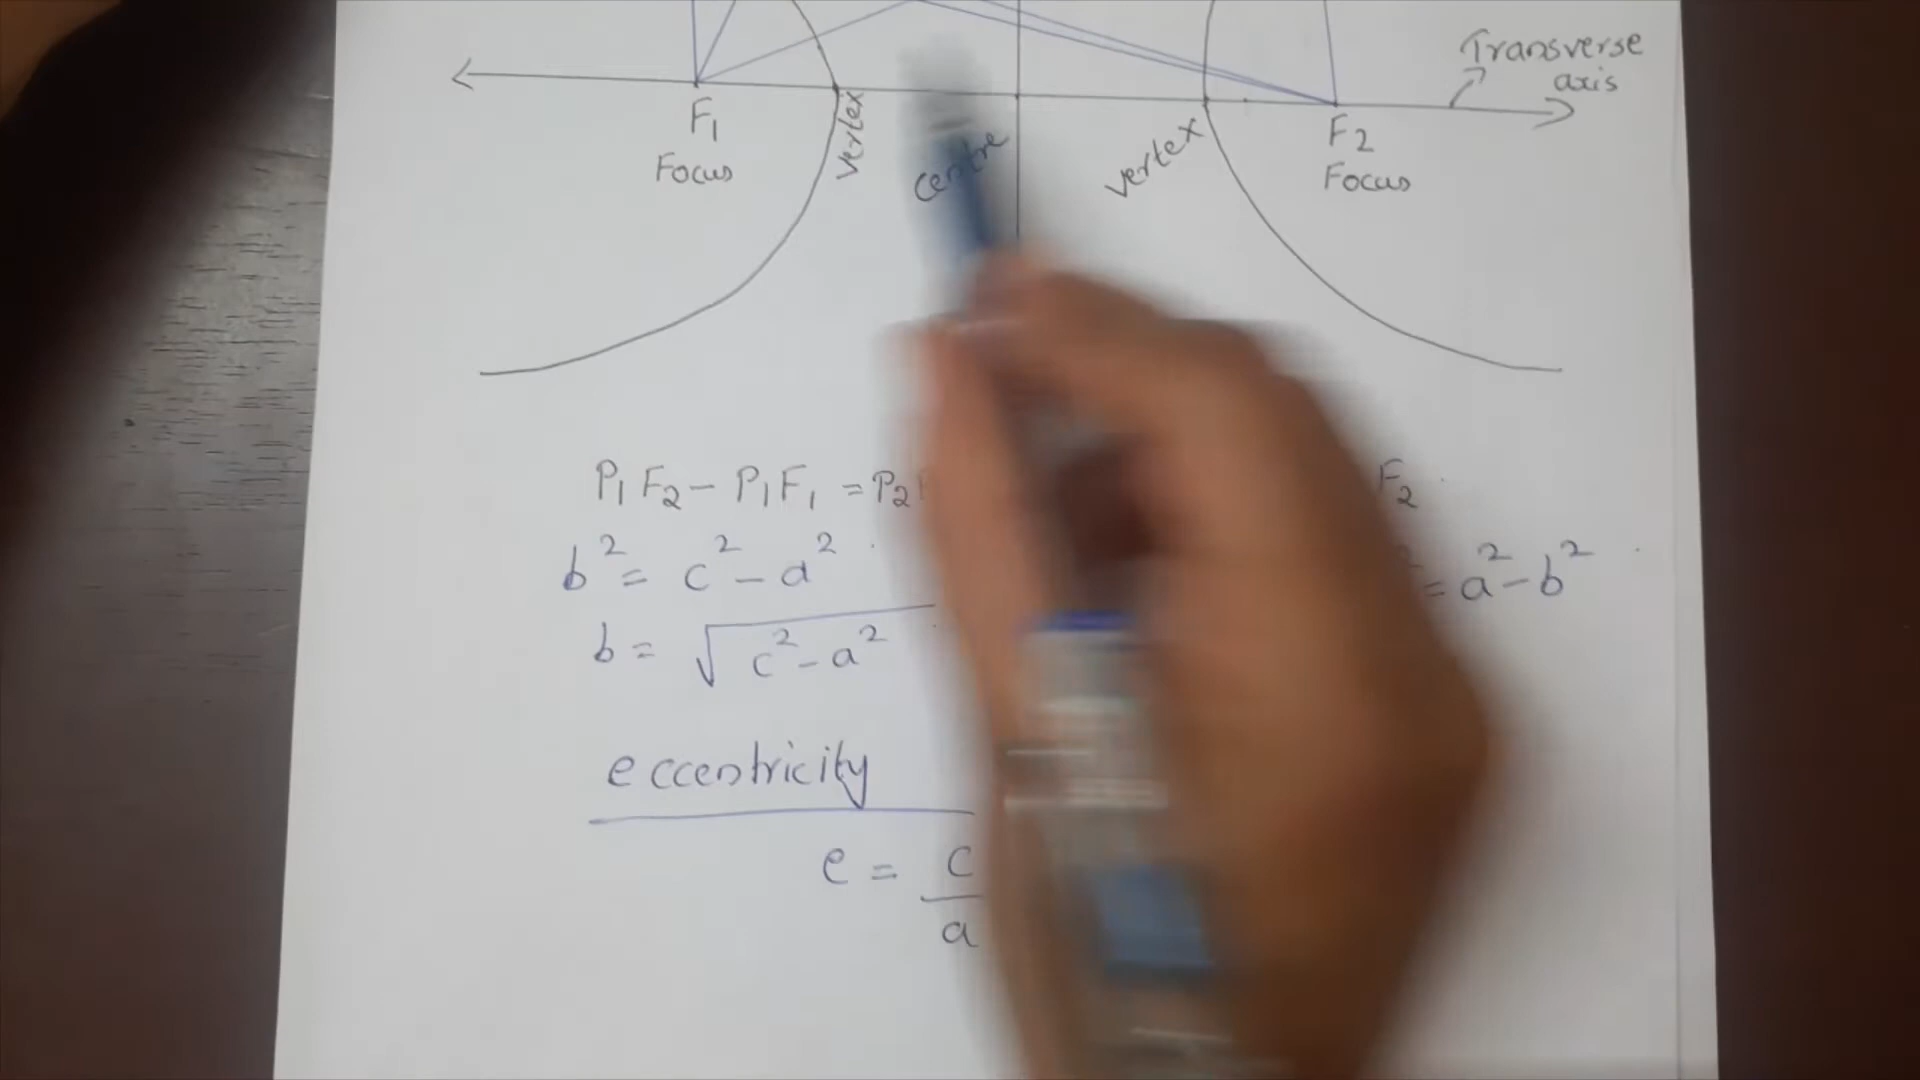 Transverse
axis
F1
Focus
vertex
centre
vertex
F2
Focus
P1F2 - P1F1 = P2 F2
b² = c² - a² = a² - b²
b = √c² - a²
eccentricity
e = c/a